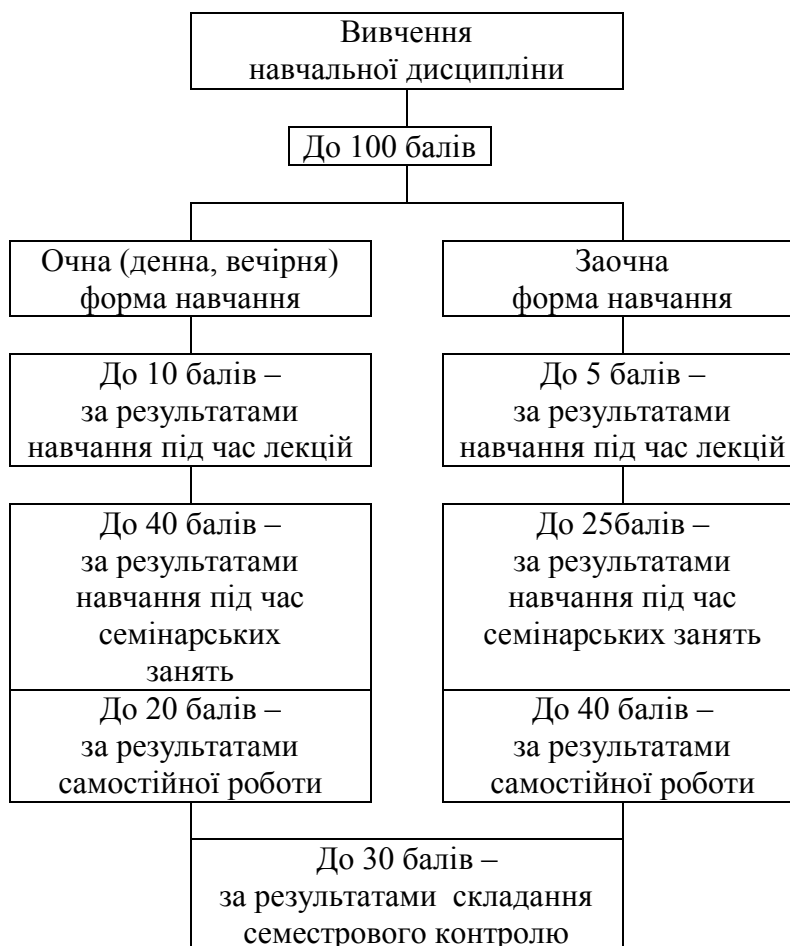 Вивчення
навчальної дисципліни
До 100 балів
Очна (денна, вечірня)
форма навчання
Заочна
форма навчання
До 10 балів –
за результатами
навчання під час лекцій
До 5 балів –
за результатами
навчання під час лекцій
До 40 балів –
за результатами
навчання під час
семінарських
занять
До 25балів –
за результатами
навчання під час
семінарських занять
До 20 балів –
за результатами
самостійної роботи
До 40 балів –
за результатами
самостійної роботи
До 30 балів –
за результатами складання
семестрового контролю